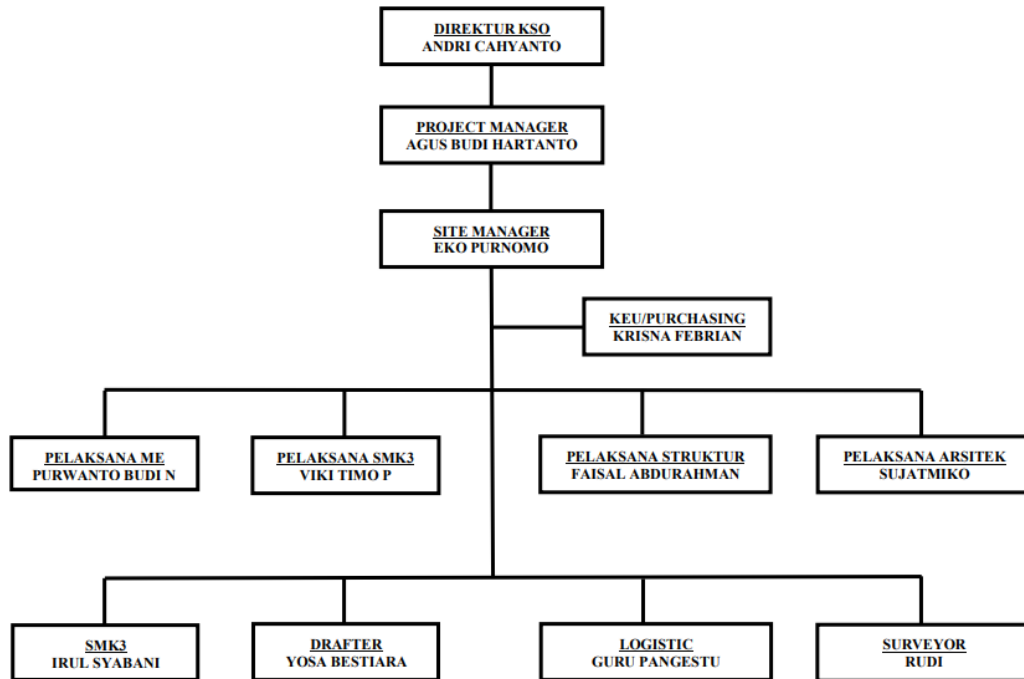 DIREKTUR KSO
ANDRI CAHYANTO
PROJECT MANAGER
AGUS BUDI HARTANTO
SITE MANAGER
EKO PURNOMO
KEU/PURCHASING
KRISNA FEBRIAN
PELAKSANA ME
PURWANTO BUDI N
PELAKSANA SMK3
VIKI TIMO P
PELAKSANA STRUKTUR
FAISAL ABDURAHMAN
PELAKSANA ARSITEK
SUJATMIKO
SMK3
IRUL SYABANI
DRAFTER
YOSA BESTIARA
LOGISTIC
GURU PANGESTU
SURVEYOR
RUDI